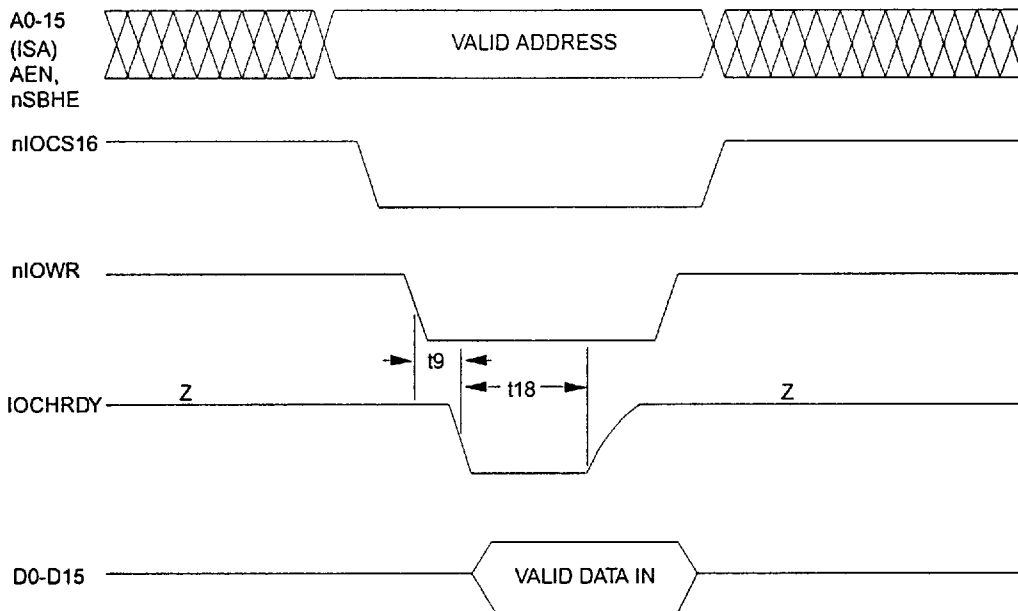 A0-15
(ISA)
AEN,
nSBHE
VALID ADDRESS
nIOCS16
nIOWR
t9
t18
IOCHRDY
Z
Z
D0-D15
VALID DATA IN